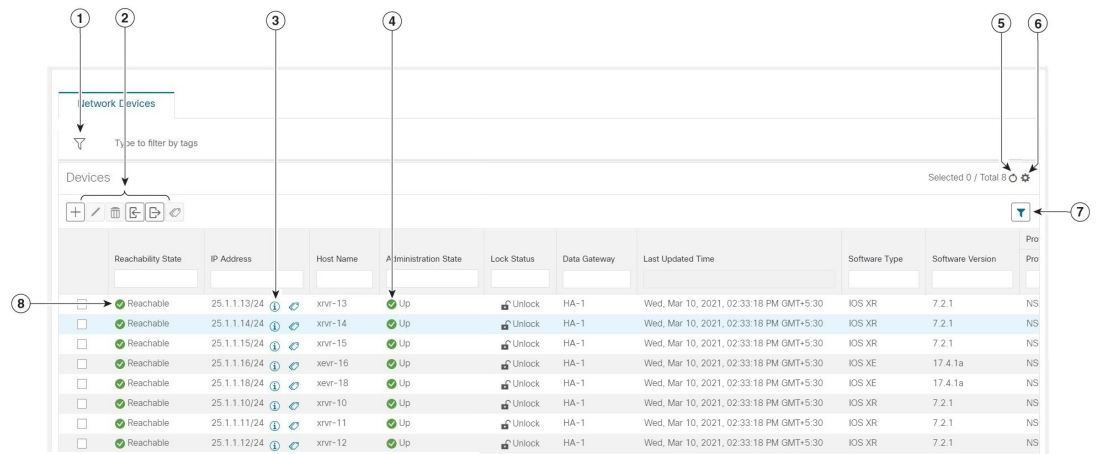 1 2 3 4 5 6
Network Devices
Type to filter by tags
Devices
Selected 0 / Total 8
7
Reachability State IP Address Host Name Administration State Lock Status Data Gateway Last Updated Time Software Type Software Version
8 Reachable 25.1.1.13/24 xrvr-13 Up Unlock HA-1 Wed, Mar 10, 2021, 02:33:18 PM GMT+5:30 IOS XR 7.2.1 NS
Reachable 25.1.1.14/24 xrvr-14 Up Unlock HA-1 Wed, Mar 10, 2021, 02:33:18 PM GMT+5:30 IOS XR 7.2.1 NS
Reachable 25.1.1.15/24 xrvr-15 Up Unlock HA-1 Wed, Mar 10, 2021, 02:33:18 PM GMT+5:30 IOS XR 7.2.1 NS
Reachable 25.1.1.16/24 xevr-16 Up Unlock HA-1 Wed, Mar 10, 2021, 02:33:18 PM GMT+5:30 IOS XE 17.4.1a NS
Reachable 25.1.1.18/24 xevr-18 Up Unlock HA-1 Wed, Mar 10, 2021, 02:33:18 PM GMT+5:30 IOS XE 17.4.1a NS
Reachable 25.1.1.10/24 xrvr-10 Up Unlock HA-1 Wed, Mar 10, 2021, 02:33:18 PM GMT+5:30 IOS XR 7.2.1 NS
Reachable 25.1.1.11/24 xrvr-11 Up Unlock HA-1 Wed, Mar 10, 2021, 02:33:18 PM GMT+5:30 IOS XR 7.2.1 NS
Reachable 25.1.1.12/24 xrvr-12 Up Unlock HA-1 Wed, Mar 10, 2021, 02:33:18 PM GMT+5:30 IOS XR 7.2.1 NS